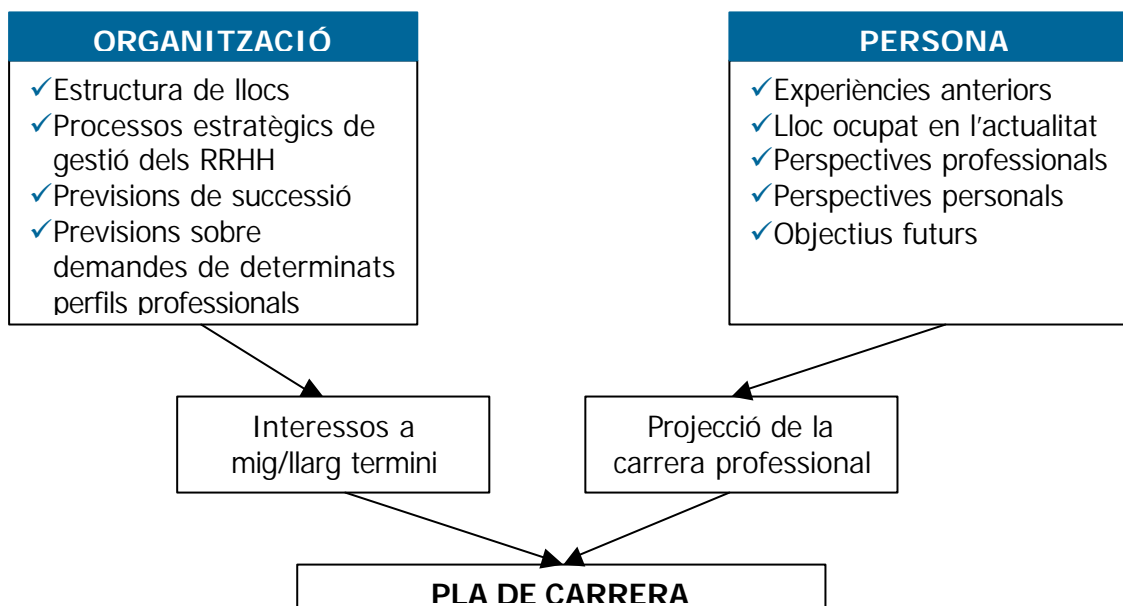 ORGANITZACIÓ
✓Estructura de llocs
✓Processos estratègics de
gestió dels RRHH
✓Previsions de successió
✓Previsions sobre
demandes de determinats
perfils professionals
PERSONA
✓Experiències anteriors
✓Lloc ocupat en l'actualitat
✓Perspectives professionals
✓Perspectives personals
✓Objectius futurs
Interessos a
mig/llarg termini
Projecció de la
carrera professional
PLA DE CARRERA